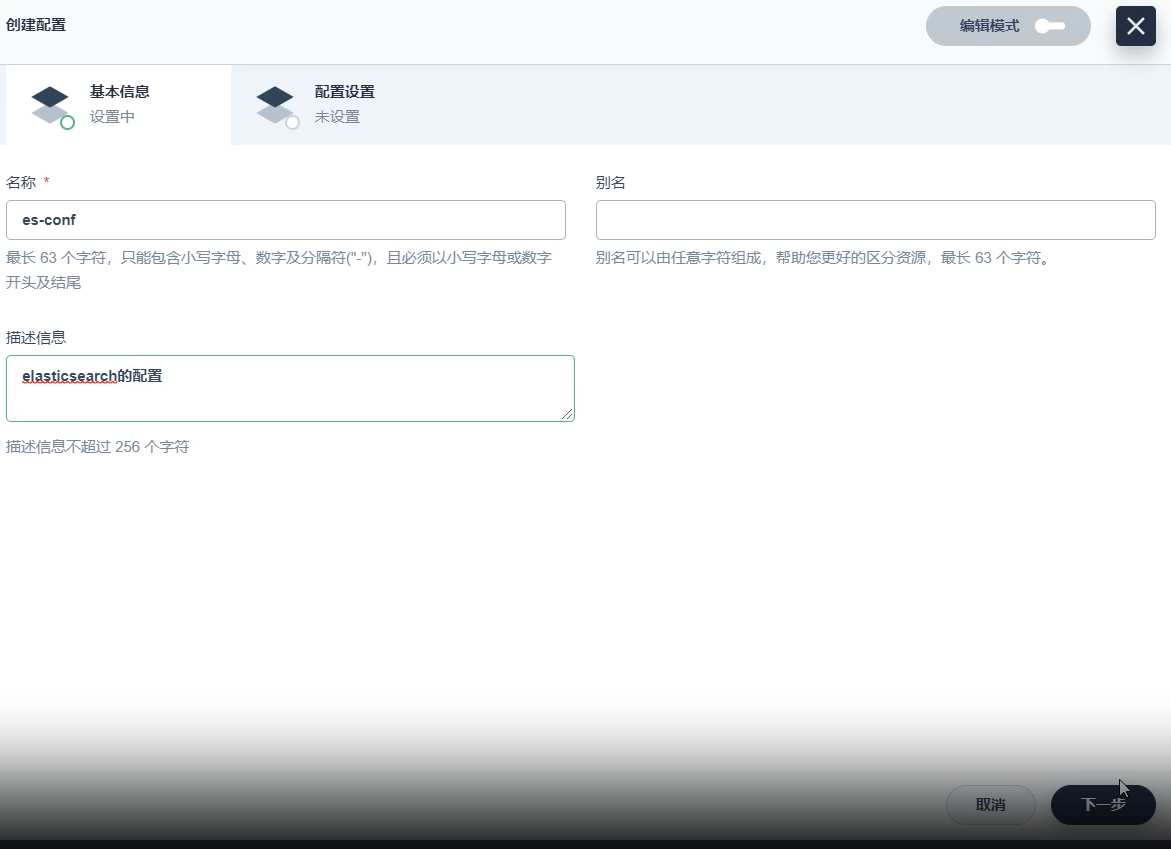 创建配置
编辑模式
基本信息
设置中
配置设置
未设置
名称 *
es-conf
最长 63 个字符，只能包含小写字母、数字及分隔符("-")，且必须以小写字母或数字
开头及结尾
别名
别名可以由任意字符组成，帮助您更好的区分资源，最长 63 个字符。
描述信息
elasticsearch的配置
描述信息不超过 256 个字符
取消
下一步